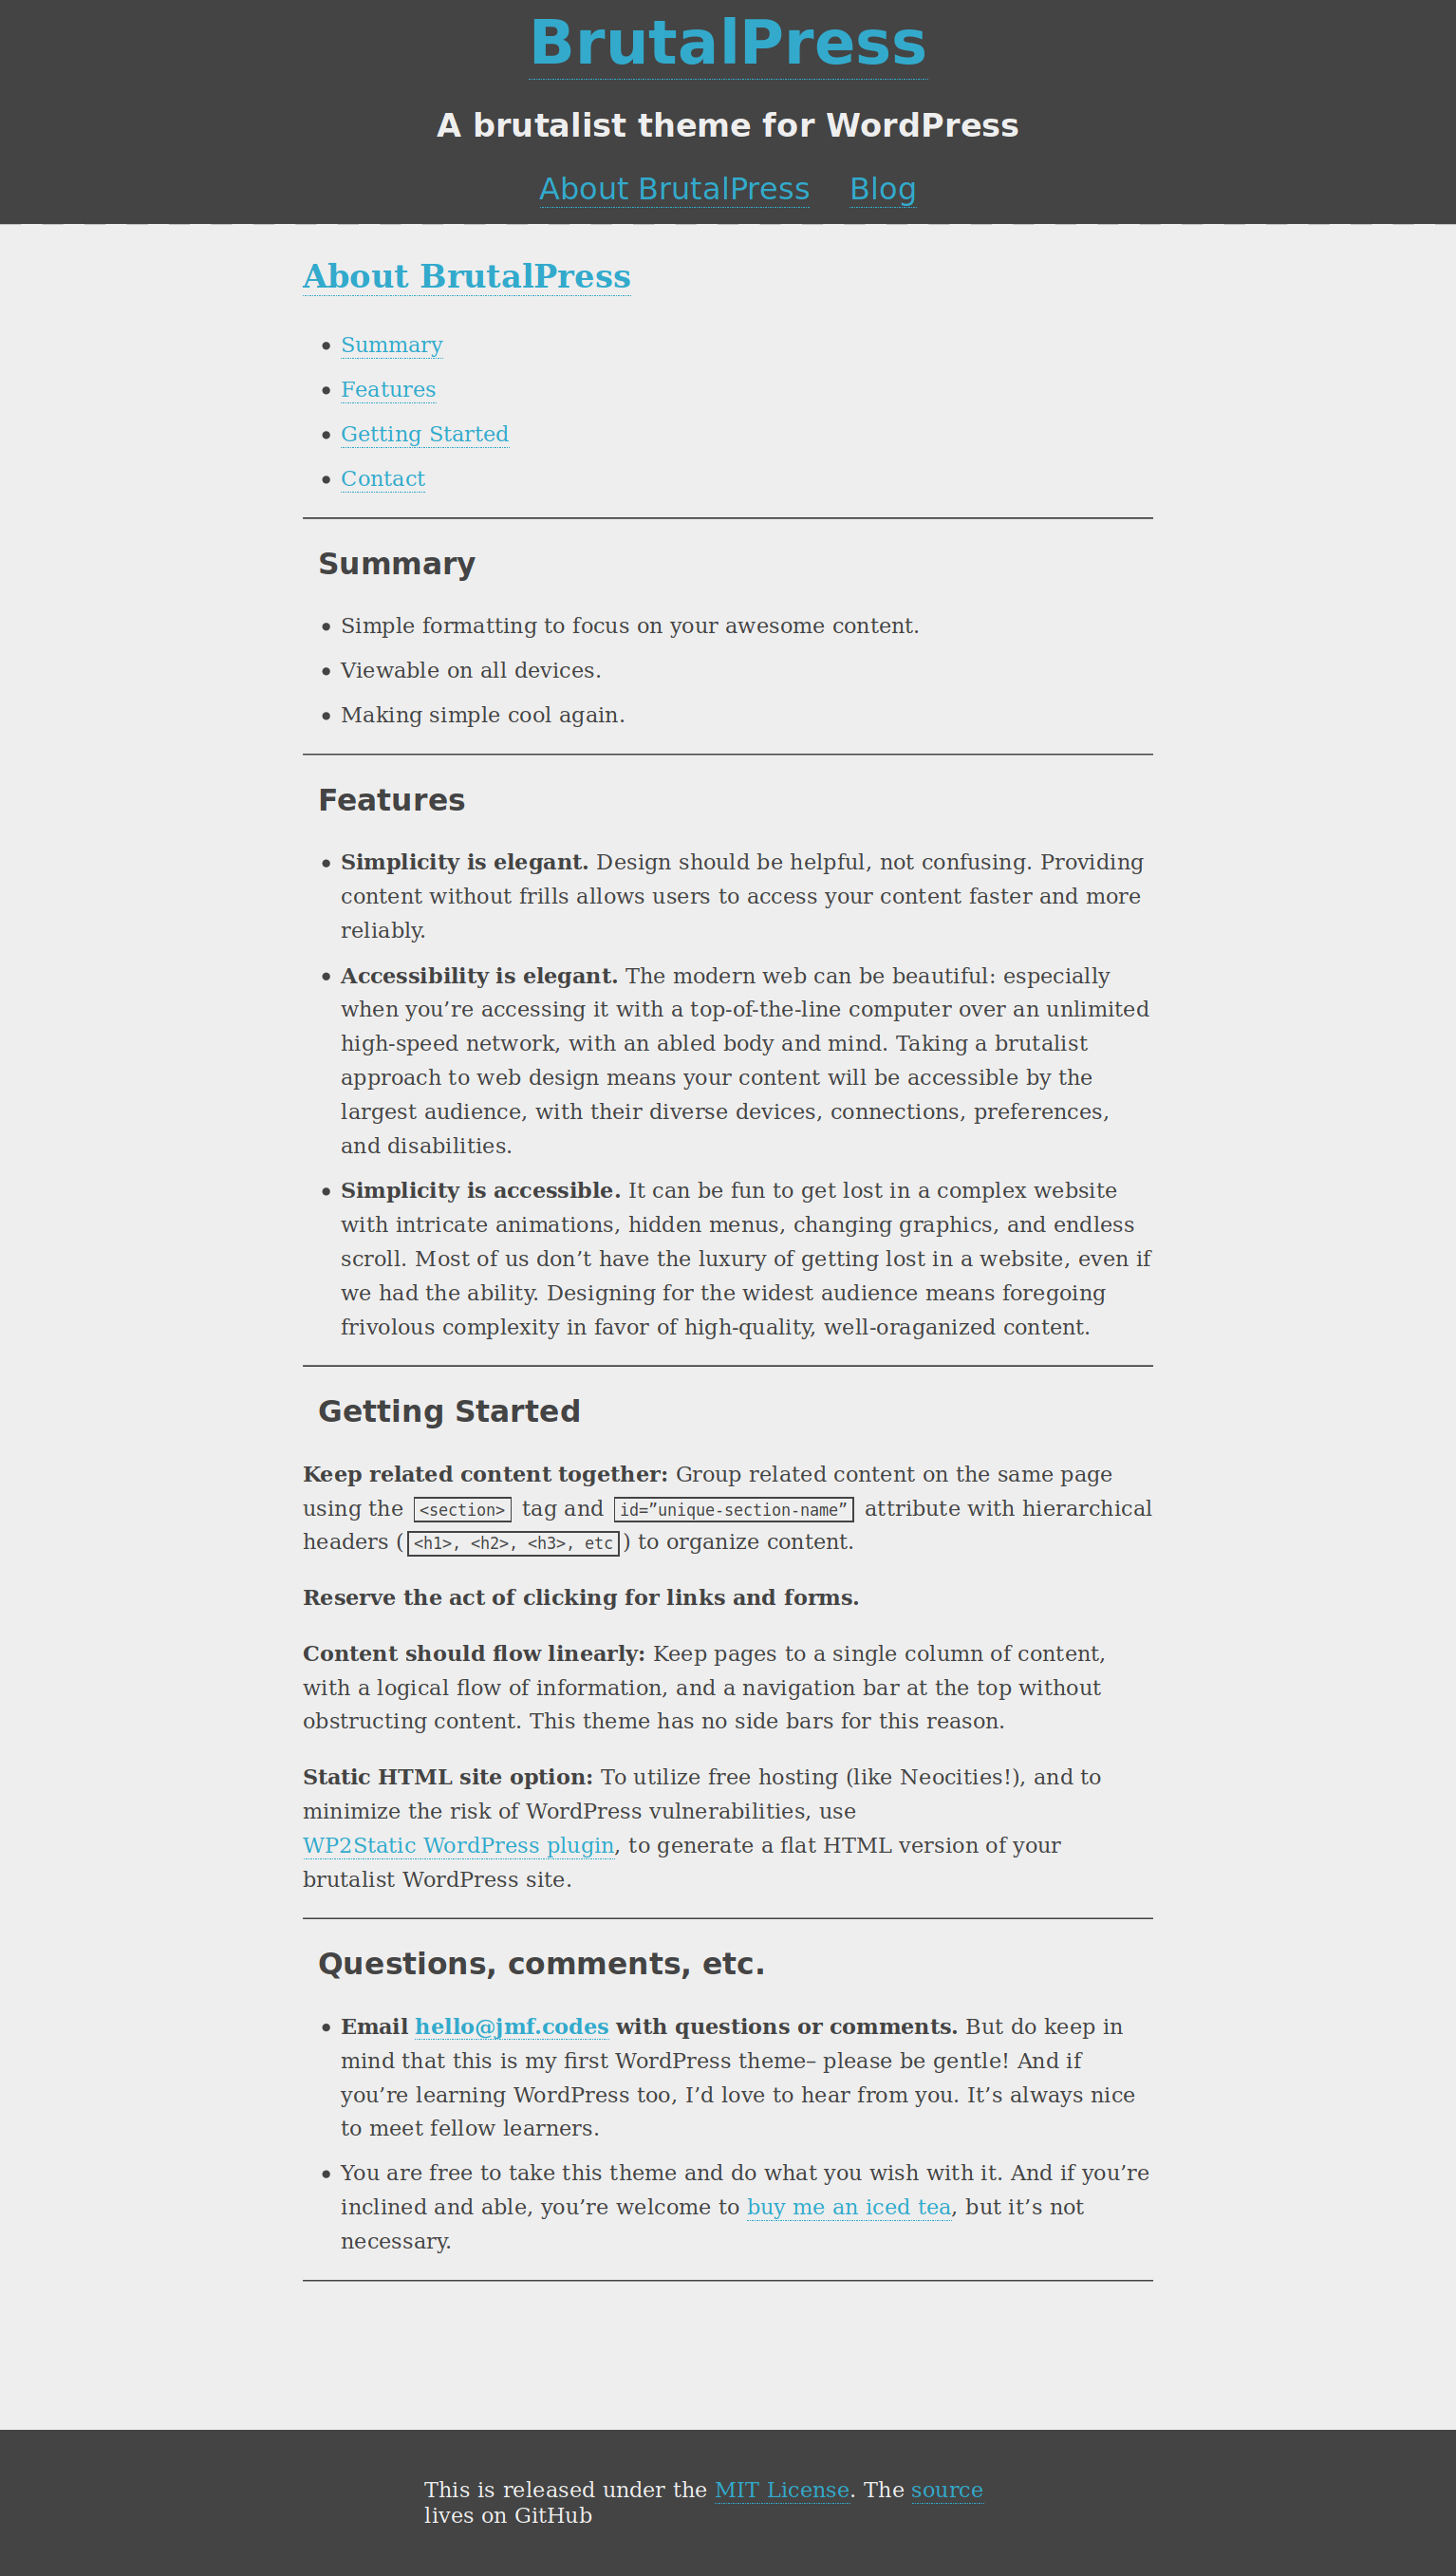 BrutalPress
A brutalist theme for WordPress
About BrutalPress Blog
About BrutalPress
Summary
Features
Getting Started
Contact
Summary
Simple formatting to focus on your awesome content.
Viewable on all devices.
Making simple cool again.
Features
Simplicity is elegant. Design should be helpful, not confusing. Providing
content without frills allows users to access your content faster and more
reliably.
Accessibility is elegant. The modern web can be beautiful: especially
when you’re accessing it with a top-of-the-line computer over an unlimited
high-speed network, with an abled body and mind. Taking a brutalist
approach to web design means your content will be accessible by the
largest audience, with their diverse devices, connections, preferences,
and disabilities.
Simplicity is accessible. It can be fun to get lost in a complex website
with intricate animations, hidden menus, changing graphics, and endless
scroll. Most of us don’t have the luxury of getting lost in a website, even if
we had the ability. Designing for the widest audience means foregoing
frivolous complexity in favor of high-quality, well-oraganized content.
Getting Started
Keep related content together: Group related content on the same page
using the <section> tag and id=”unique-section-name” attribute with hierarchical
headers (<h1>, <h2>, <h3>, etc) to organize content.
Reserve the act of clicking for links and forms.
Content should flow linearly: Keep pages to a single column of content,
with a logical flow of information, and a navigation bar at the top without
obstructing content. This theme has no side bars for this reason.
Static HTML site option: To utilize free hosting (like Neocities!), and to
minimize the risk of WordPress vulnerabilities, use
WP2Static WordPress plugin, to generate a flat HTML version of your
brutalist WordPress site.
Questions, comments, etc.
Email hello@jmf.codes with questions or comments. But do keep in
mind that this is my first WordPress theme– please be gentle! And if
you’re learning WordPress too, I’d love to hear from you. It’s always nice
to meet fellow learners.
You are free to take this theme and do what you wish with it. And if you’re
inclined and able, you’re welcome to buy me an iced tea, but it’s not
necessary.
This is released under the MIT License. The source
lives on GitHub